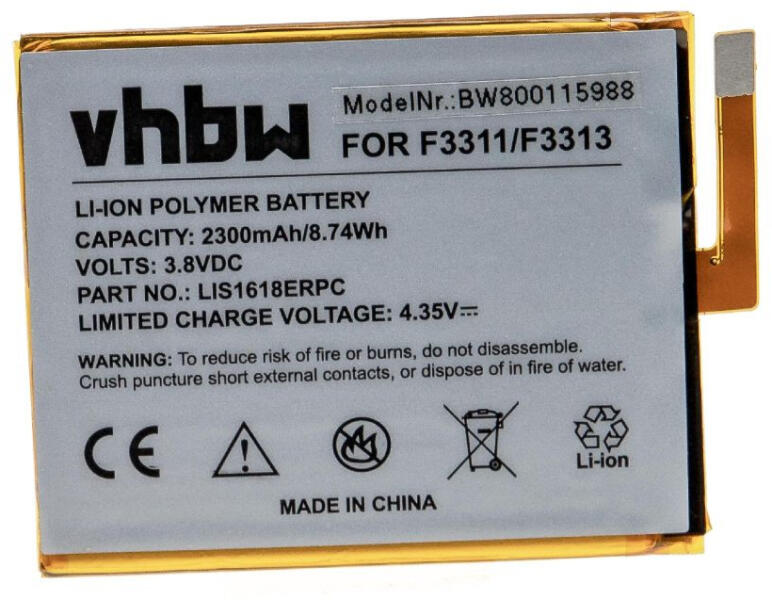 vhbw
ModelNr.:BW800115988
FOR F3311/F3313
LI-ION POLYMER BATTERY
CAPACITY: 2300mAh/8.74Wh
VOLTS: 3.8VDC
PART NO.: LIS1618ERPC
LIMITED CHARGE VOLTAGE: 4.35V⎓
WARNING: To reduce risk of fire or burns, do not disassemble.
Crush puncture short external contacts, or dispose of in fire of water.
CE
Li-ion
MADE IN CHINA